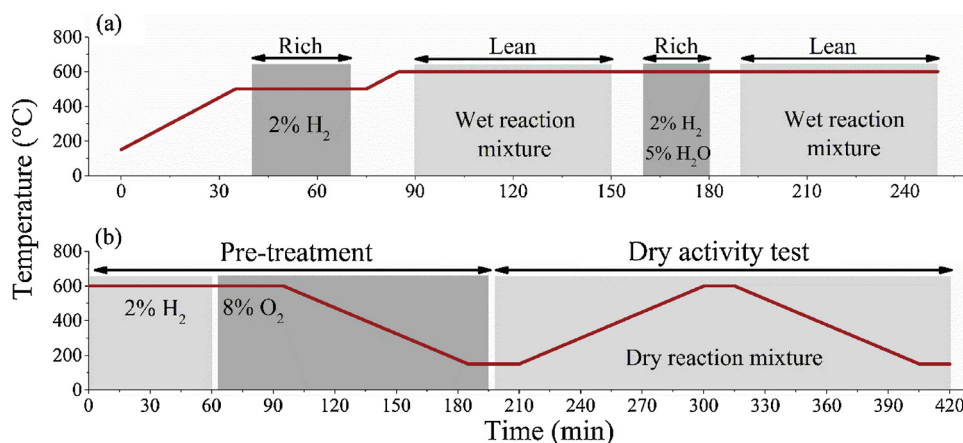 (a)
Rich
Lean
Rich
Lean
800
600
400
200
0
2% H₂
Wet reaction
mixture
2% H₂
5% H₂O
Wet reaction
mixture
0
30
60
90
120
150
180
210
240
Temperature (°C)
(b)
Pre-treatment
Dry activity test
800
600
400
200
0
2% H₂
8% O₂
Dry reaction mixture
0
30
60
90
120
150
180
210
240
270
300
330
360
390
420
Time (min)